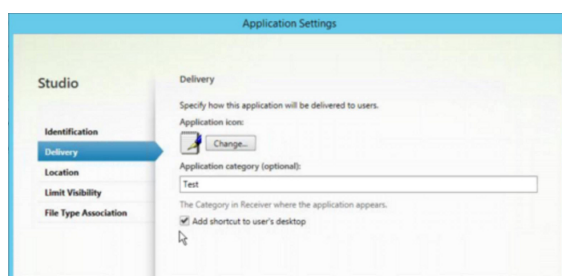 Application Settings
Studio
Identification
Delivery
Location
Limit Visibility
File Type Association
Delivery
Specify how this application will be delivered to users.
Application icon:
Change...
Application category (optional):
Test
The Category in Receiver where the application appears.
Add shortcut to user's desktop